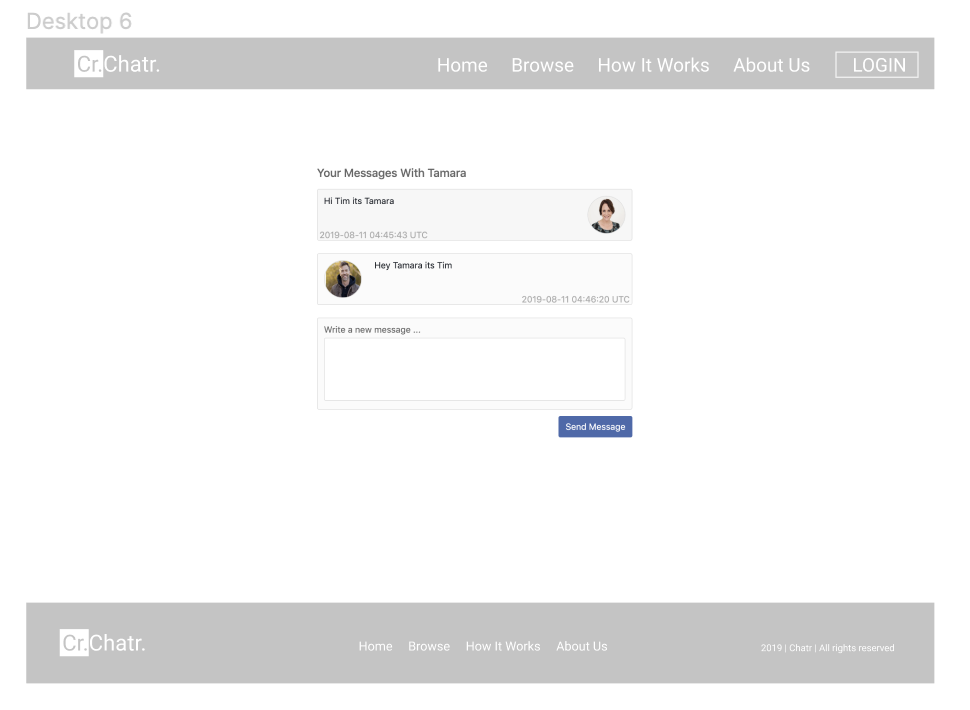 Desktop 6
Cr.Chatr.
Home Browse How It Works About Us LOGIN
Your Messages With Tamara
Hi Tim its Tamara
2019-08-11 04:45:43 UTC
Hey Tamara its Tim
2019-08-11 04:46:20 UTC
Write a new message ...
Send Message
Cr.Chatr.
Home Browse How It Works About Us
2019 | Chatr | All rights reserved